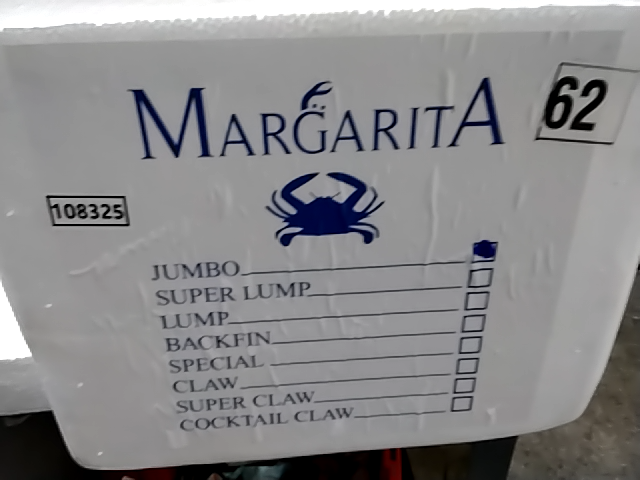 MARGARITA
62
108325
JUMBO
SUPER LUMP
LUMP
BACKFIN
SPECIAL
CLAW
SUPER CLAW
COCKTAIL CLAW